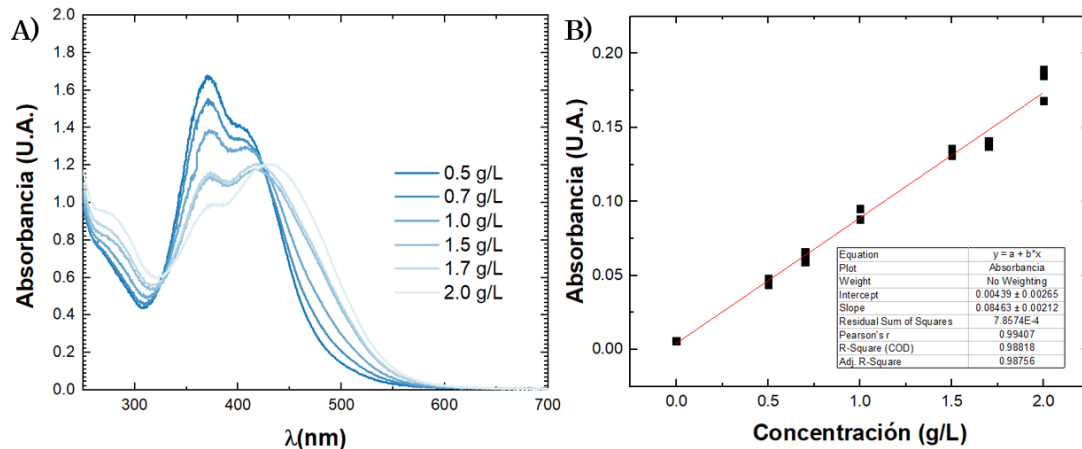 A)
2.0
1.8
1.6
1.4
1.2
1.0
0.8
0.6
0.4
0.2
0.0
Absorbancia (U.A.)
300
400
500
600
700
λ(nm)
0.5 g/L
0.7 g/L
1.0 g/L
1.5 g/L
1.7 g/L
2.0 g/L
B)
0.20
0.15
0.10
0.05
0.00
Absorbancia (U.A.)
0.0
0.5
1.0
1.5
2.0
Concentración (g/L)
Equation y = a + b*x
Plot Absorbancia
Weight No Weighting
Intercept 0.00439 ± 0.00265
Slope 0.08463 ± 0.00212
Residual Sum of Squares 7.8574E-4
Pearson's r 0.99407
R-Square (COD) 0.98818
Adj. R-Square 0.98756